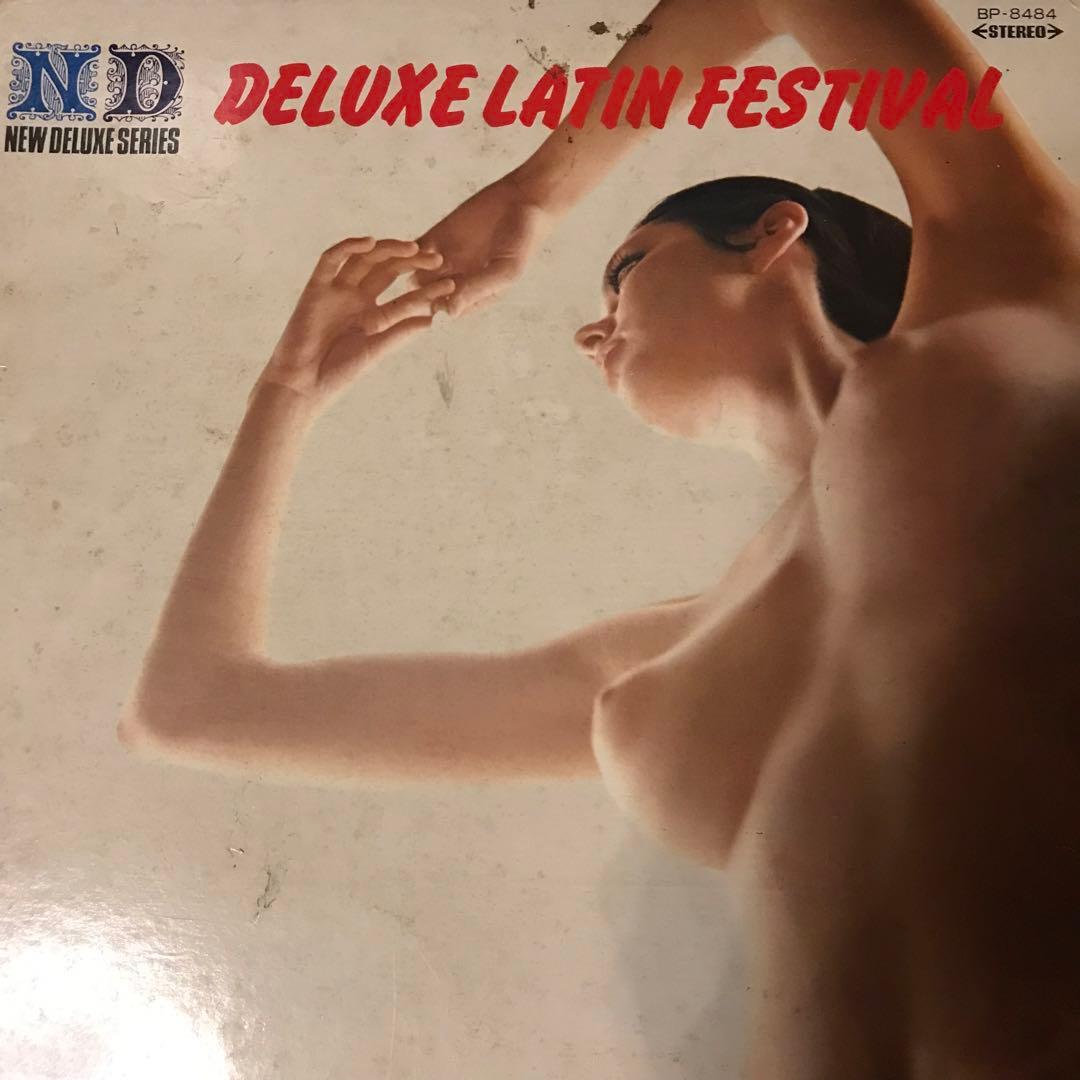 BP-8484
STEREO
ND
DELUXE LATIN FESTIVAL
NEW DELUXE SERIES